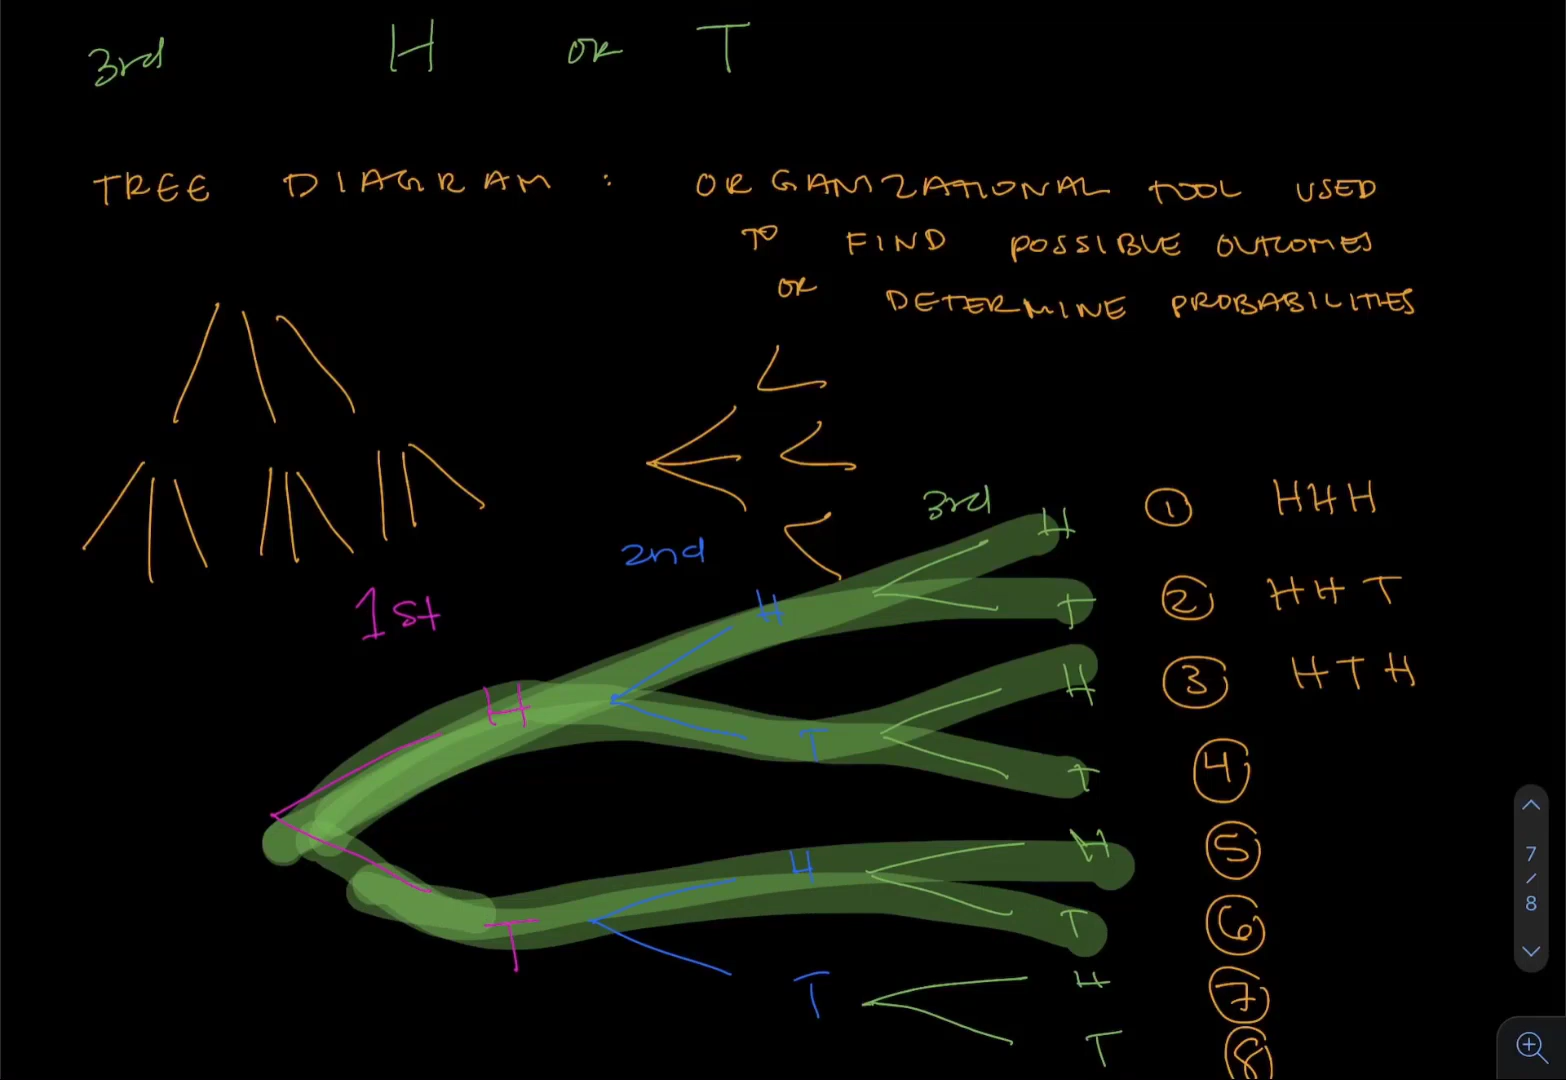 3rd H or T
TREE DIAGRAM : ORGANIZATIONAL TOOL USED
TO FIND POSSIBLE OUTCOMES
OR DETERMINE PROBABILITIES
1st
2nd
3rd
H
T
H
T
H
T
H
T
H
T
H
T
H
T
① HHH
② HHT
③ HTH
④
⑤
⑥
⑦
⑧
7
/
8